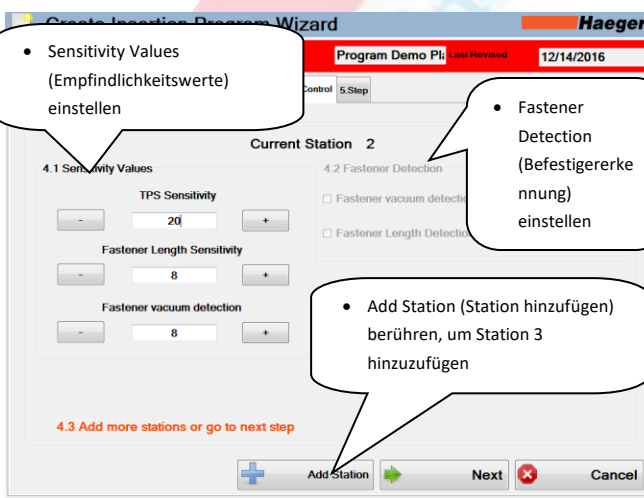 Create Insertion Program Wizard
Haeger
Program Demo Pl
Last Revised
12/14/2016
• Sensitivity Values
(Empfindlichkeitswerte)
einstellen
Control 5.Step
• Fastener
Detection
(Befestigererke
nnung)
einstellen
Current Station 2
4.1 Sensitivity Values
4.2 Fastener Detection
TPS Sensitivity
- 20 +
Fastener vacuum detectio
Fastener Length Sensitivity
- 8 +
Fastener Length Detectio
Fastener vacuum detection
- 8 +
• Add Station (Station hinzufügen)
berühren, um Station 3
hinzuzufügen
4.3 Add more stations or go to next step
Add Station
Next
Cancel